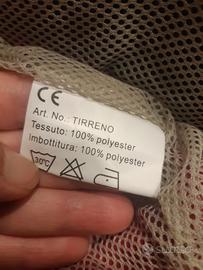 CE
Art. No.: TIRRENO
Tessuto: 100% polyester
Imbottitura: 100% polyester
30°C